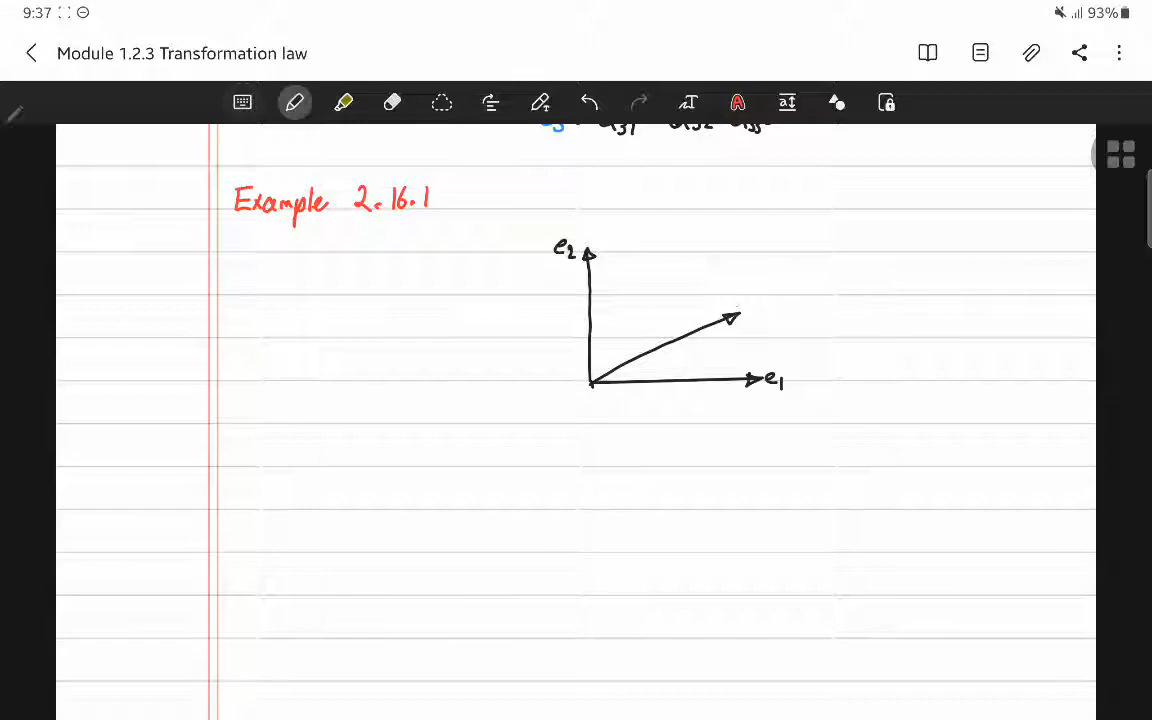 9:37
93%
Module 1.2.3 Transformation law
Example 2.16.1
e2
e1